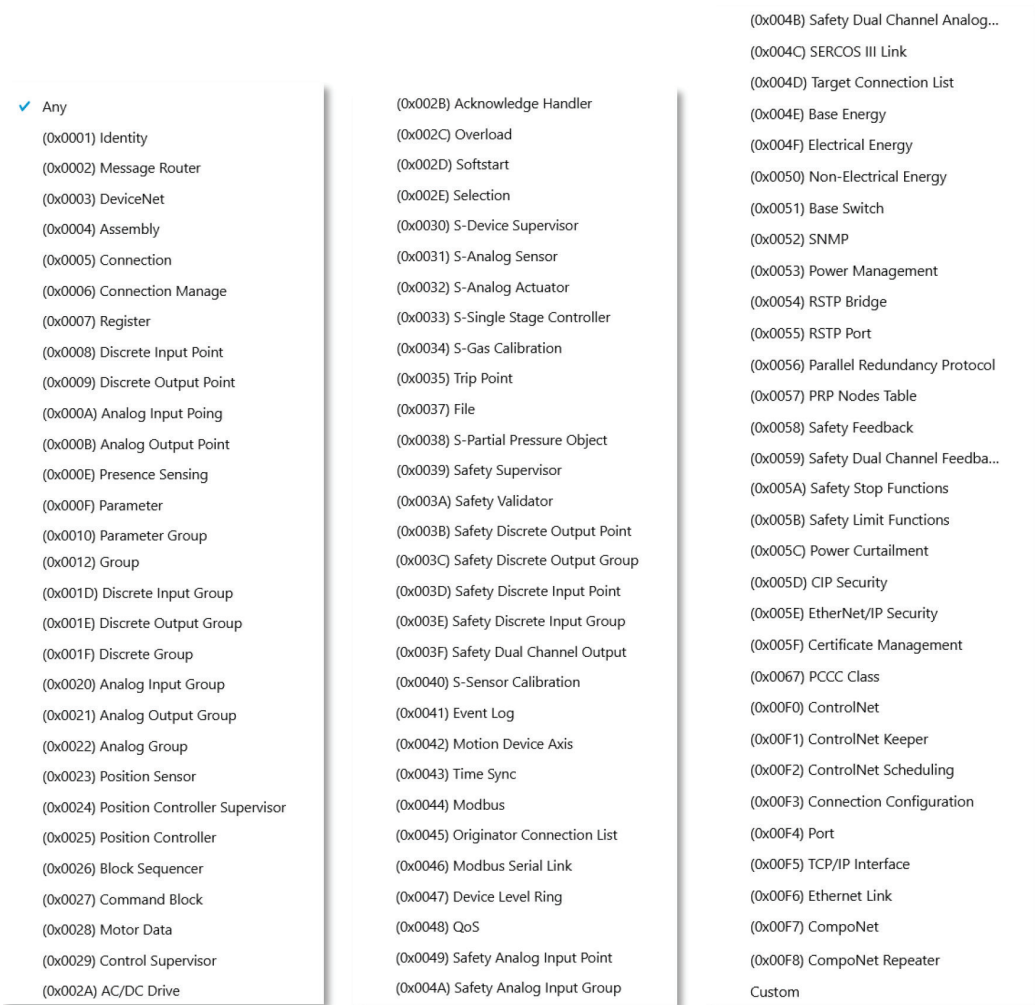 Any
(0x0001) Identity
(0x0002) Message Router
(0x0003) DeviceNet
(0x0004) Assembly
(0x0005) Connection
(0x0006) Connection Manage
(0x0007) Register
(0x0008) Discrete Input Point
(0x0009) Discrete Output Point
(0x000A) Analog Input Poing
(0x000B) Analog Output Point
(0x000E) Presence Sensing
(0x000F) Parameter
(0x0010) Parameter Group
(0x0012) Group
(0x001D) Discrete Input Group
(0x001E) Discrete Output Group
(0x001F) Discrete Group
(0x0020) Analog Input Group
(0x0021) Analog Output Group
(0x0022) Analog Group
(0x0023) Position Sensor
(0x0024) Position Controller Supervisor
(0x0025) Position Controller
(0x0026) Block Sequencer
(0x0027) Command Block
(0x0028) Motor Data
(0x0029) Control Supervisor
(0x002A) AC/DC Drive
(0x002B) Acknowledge Handler
(0x002C) Overload
(0x002D) Softstart
(0x002E) Selection
(0x0030) S-Device Supervisor
(0x0031) S-Analog Sensor
(0x0032) S-Analog Actuator
(0x0033) S-Single Stage Controller
(0x0034) S-Gas Calibration
(0x0035) Trip Point
(0x0037) File
(0x0038) S-Partial Pressure Object
(0x0039) Safety Supervisor
(0x003A) Safety Validator
(0x003B) Safety Discrete Output Point
(0x003C) Safety Discrete Output Group
(0x003D) Safety Discrete Input Point
(0x003E) Safety Discrete Input Group
(0x003F) Safety Dual Channel Output
(0x0040) S-Sensor Calibration
(0x0041) Event Log
(0x0042) Motion Device Axis
(0x0043) Time Sync
(0x0044) Modbus
(0x0045) Originator Connection List
(0x0046) Modbus Serial Link
(0x0047) Device Level Ring
(0x0048) QoS
(0x0049) Safety Analog Input Point
(0x004A) Safety Analog Input Group
(0x004B) Safety Dual Channel Analog...
(0x004C) SERCOS III Link
(0x004D) Target Connection List
(0x004E) Base Energy
(0x004F) Electrical Energy
(0x0050) Non-Electrical Energy
(0x0051) Base Switch
(0x0052) SNMP
(0x0053) Power Management
(0x0054) RSTP Bridge
(0x0055) RSTP Port
(0x0056) Parallel Redundancy Protocol
(0x0057) PRP Nodes Table
(0x0058) Safety Feedback
(0x0059) Safety Dual Channel Feedba...
(0x005A) Safety Stop Functions
(0x005B) Safety Limit Functions
(0x005C) Power Curtailment
(0x005D) CIP Security
(0x005E) EtherNet/IP Security
(0x005F) Certificate Management
(0x0067) PCCC Class
(0x00F0) ControlNet
(0x00F1) ControlNet Keeper
(0x00F2) ControlNet Scheduling
(0x00F3) Connection Configuration
(0x00F4) Port
(0x00F5) TCP/IP Interface
(0x00F6) Ethernet Link
(0x00F7) CompoNet
(0x00F8) CompoNet Repeater
Custom